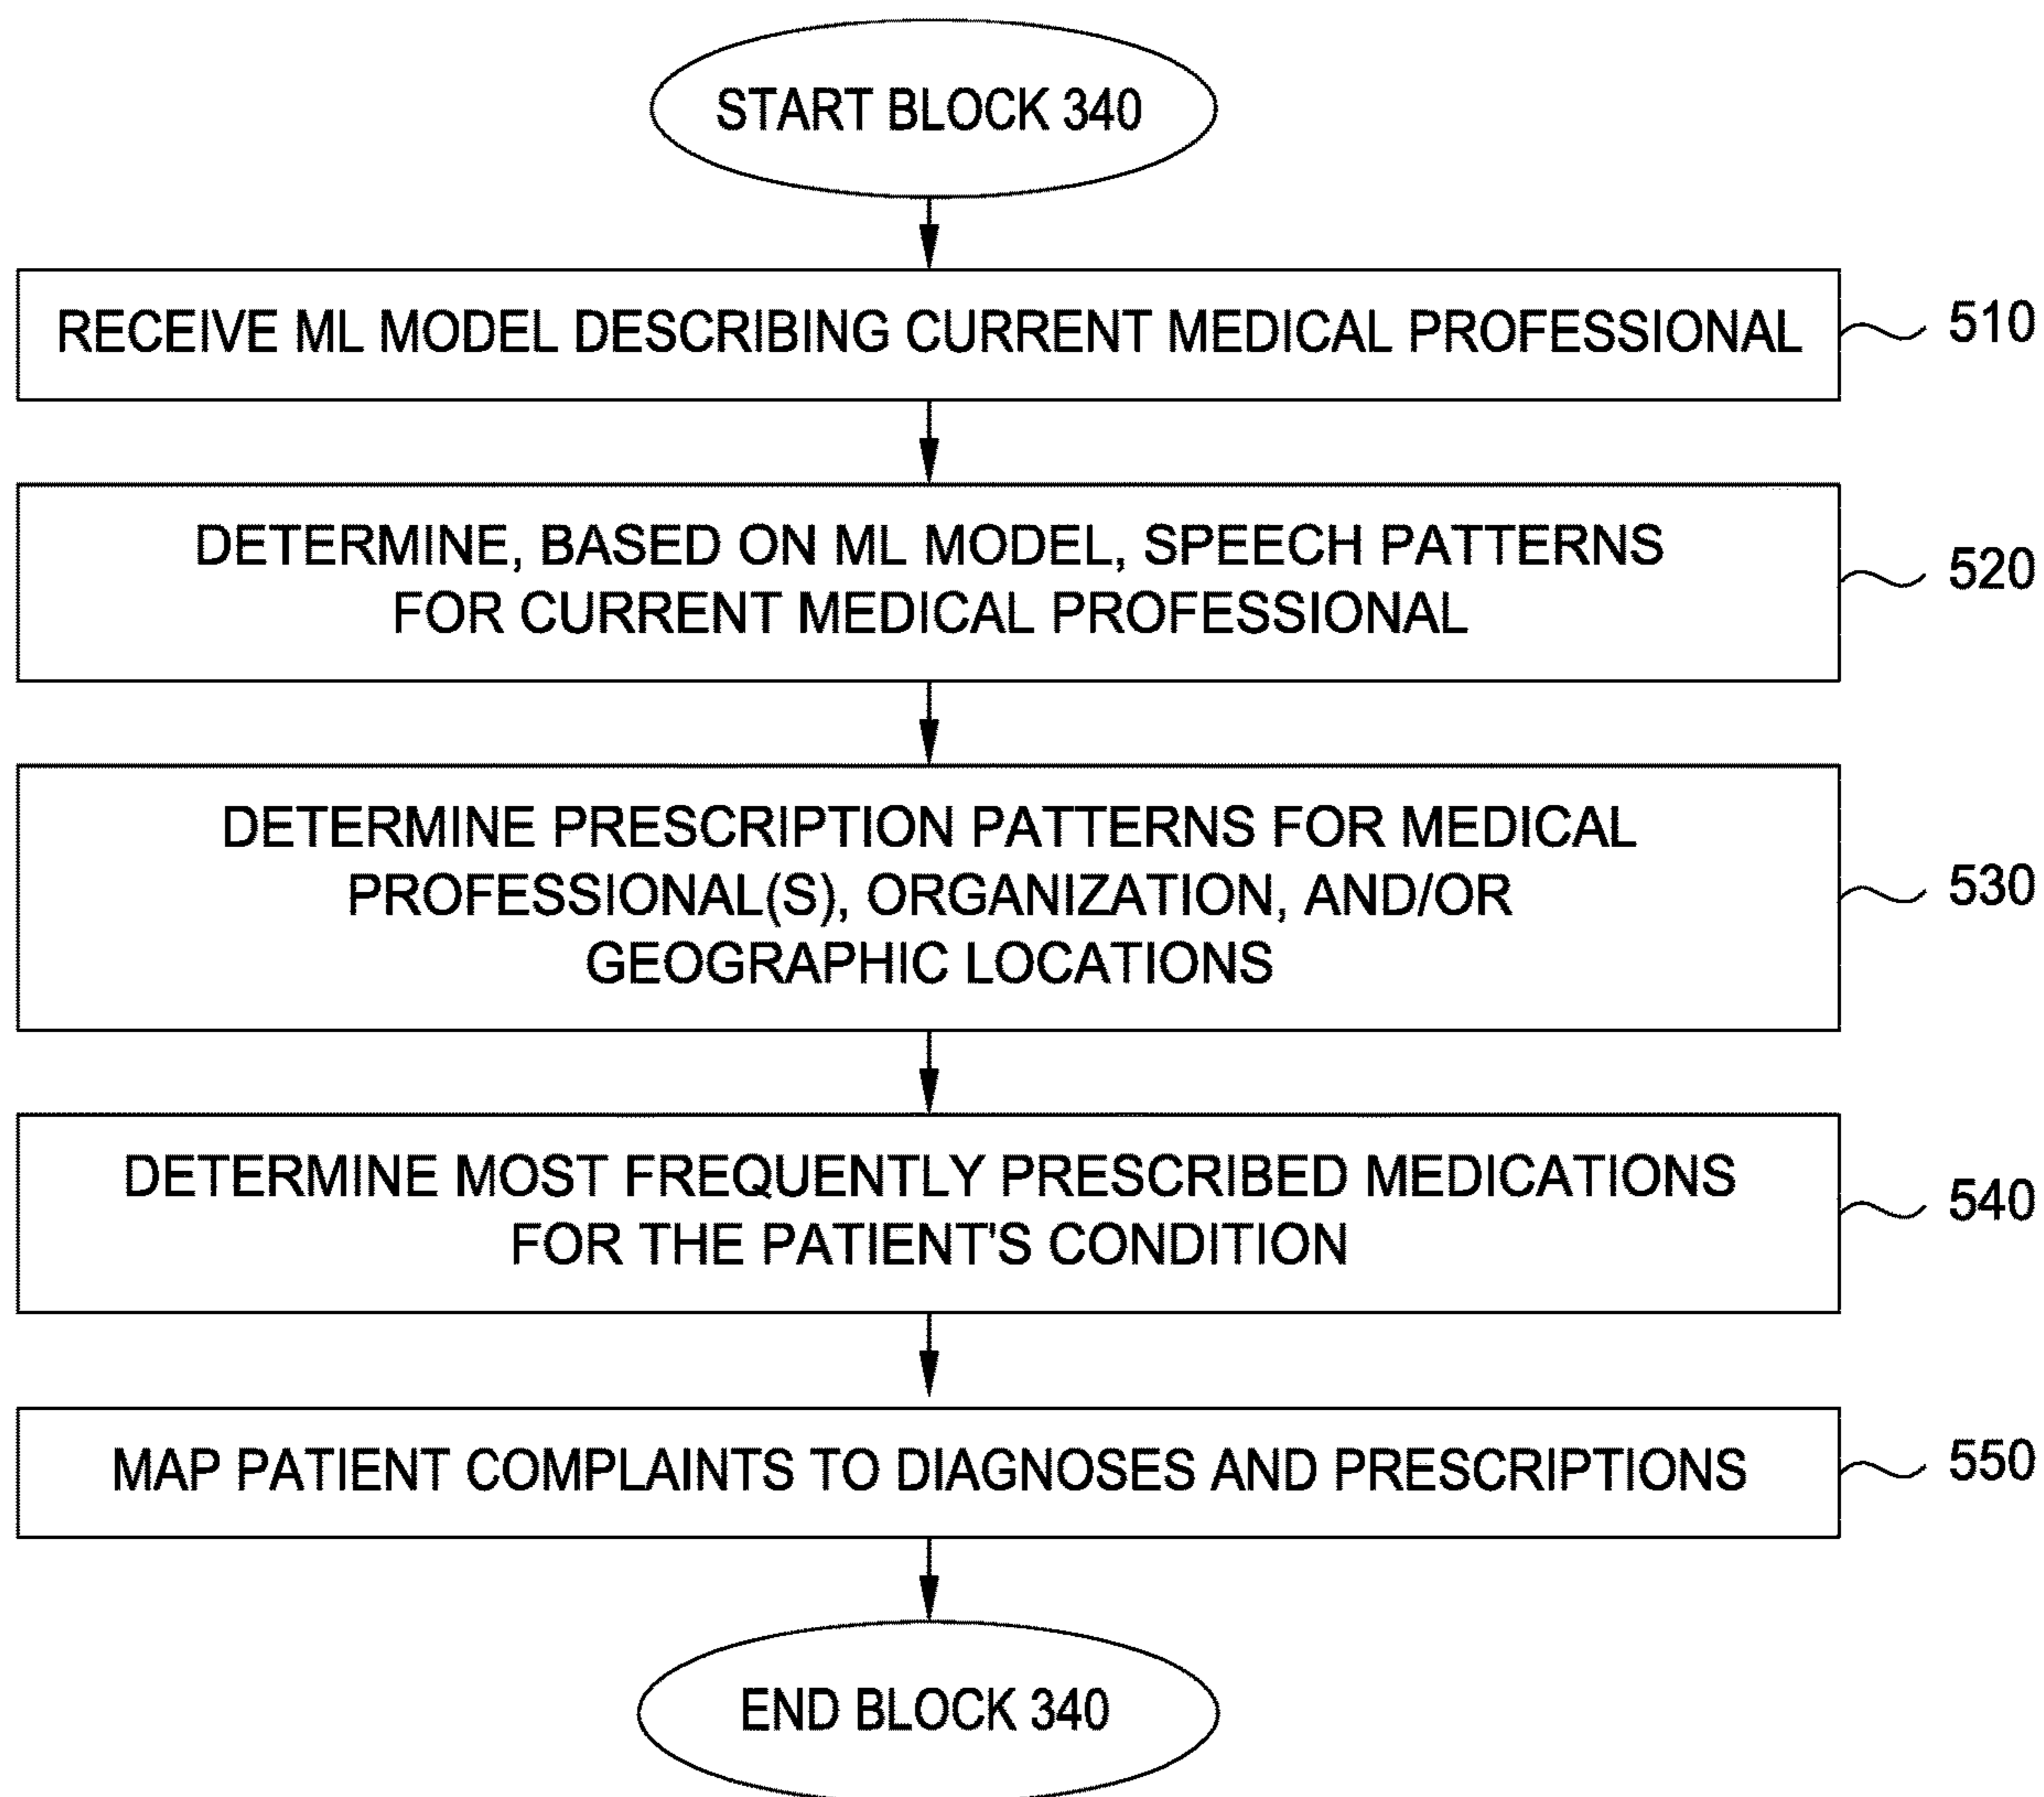 START BLOCK 340
RECEIVE ML MODEL DESCRIBING CURRENT MEDICAL PROFESSIONAL
510
DETERMINE, BASED ON ML MODEL, SPEECH PATTERNS
FOR CURRENT MEDICAL PROFESSIONAL
520
DETERMINE PRESCRIPTION PATTERNS FOR MEDICAL
PROFESSIONAL(S), ORGANIZATION, AND/OR
GEOGRAPHIC LOCATIONS
530
DETERMINE MOST FREQUENTLY PRESCRIBED MEDICATIONS
FOR THE PATIENT'S CONDITION
540
MAP PATIENT COMPLAINTS TO DIAGNOSES AND PRESCRIPTIONS
550
END BLOCK 340